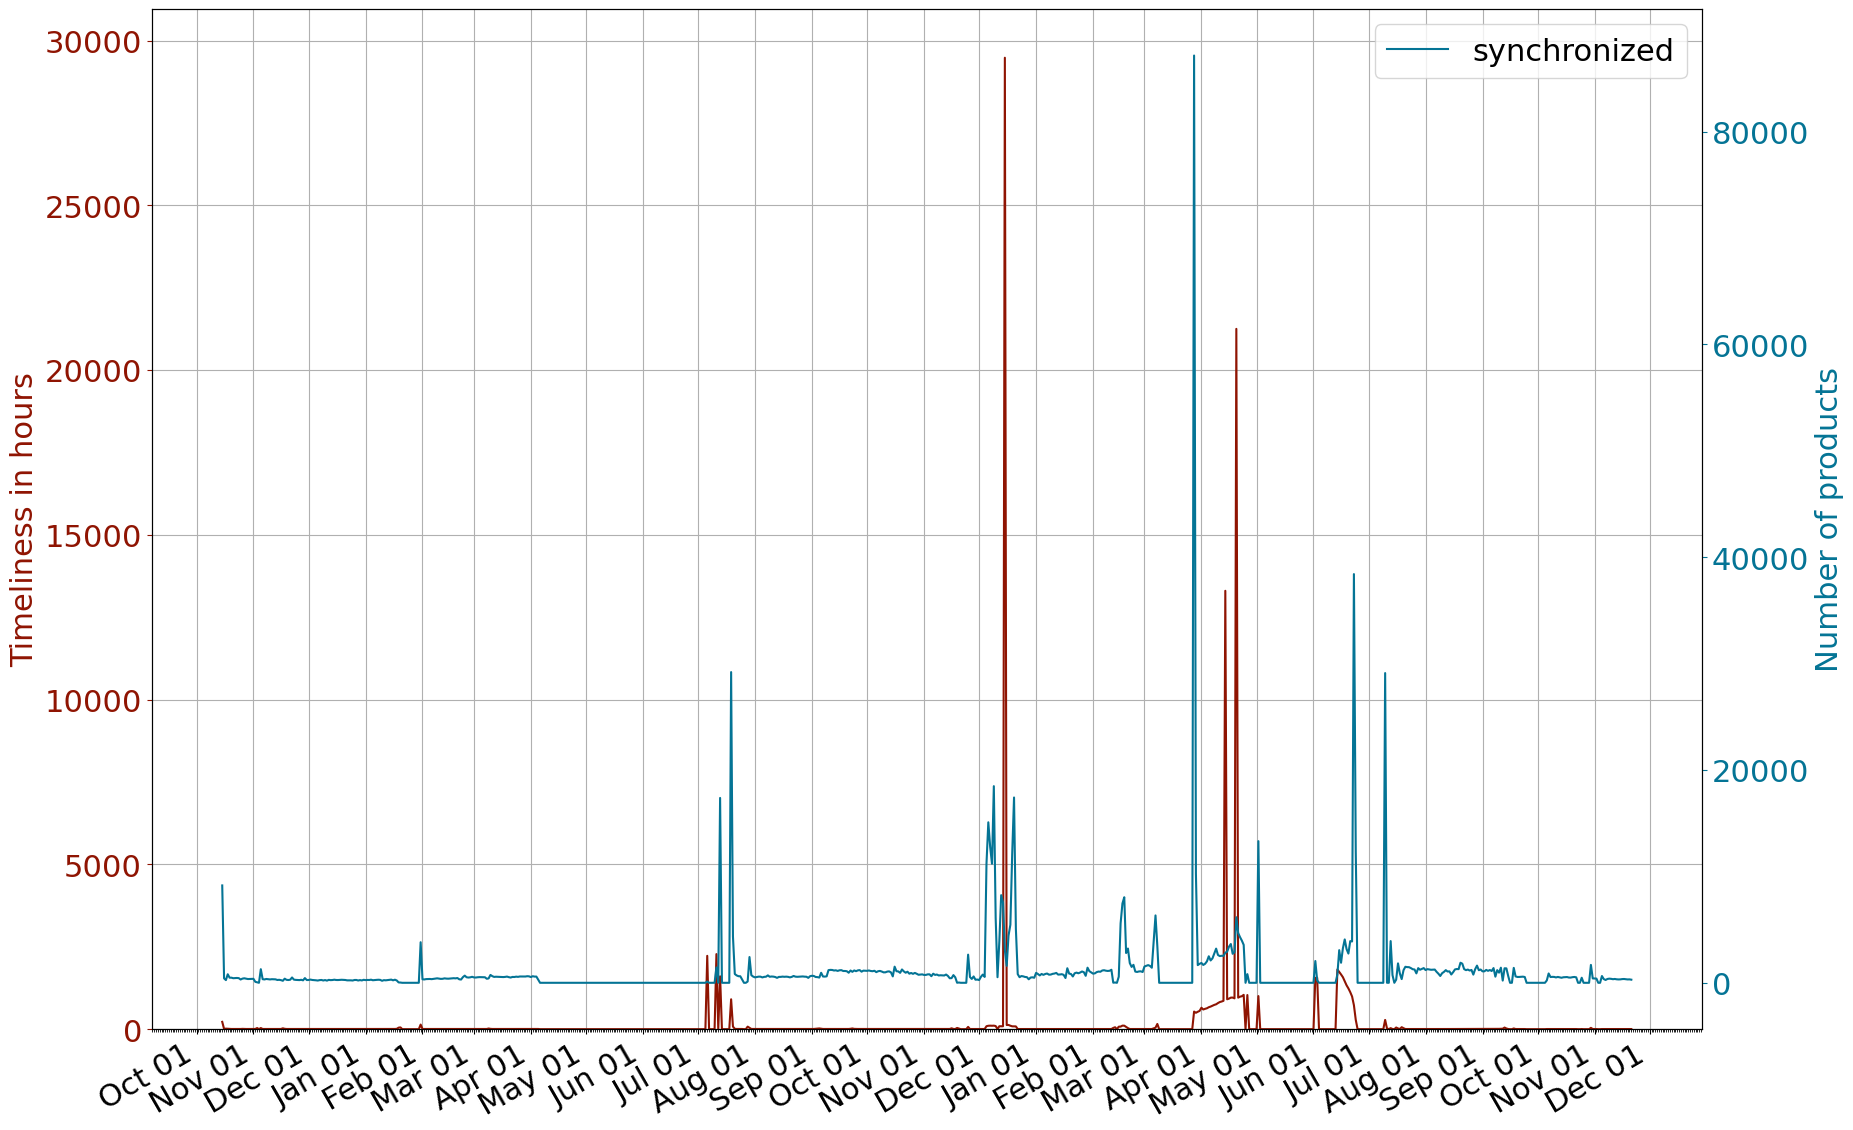 synchronized
30000
25000
20000
15000
10000
5000
0
Timeliness in hours
80000
60000
40000
20000
0
Number of products
Oct 01
Nov 01
Dec 01
Jan 01
Feb 01
Mar 01
Apr 01
May 01
Jun 01
Jul 01
Aug 01
Sep 01
Oct 01
Nov 01
Dec 01
Jan 01
Feb 01
Mar 01
Apr 01
May 01
Jun 01
Jul 01
Aug 01
Sep 01
Oct 01
Nov 01
Dec 01